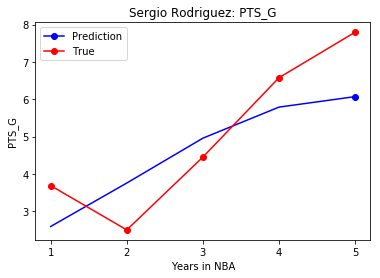 Sergio Rodriguez: PTS_G
Prediction
True
8
7
6
5
4
3
PTS_G
1 2 3 4 5
Years in NBA